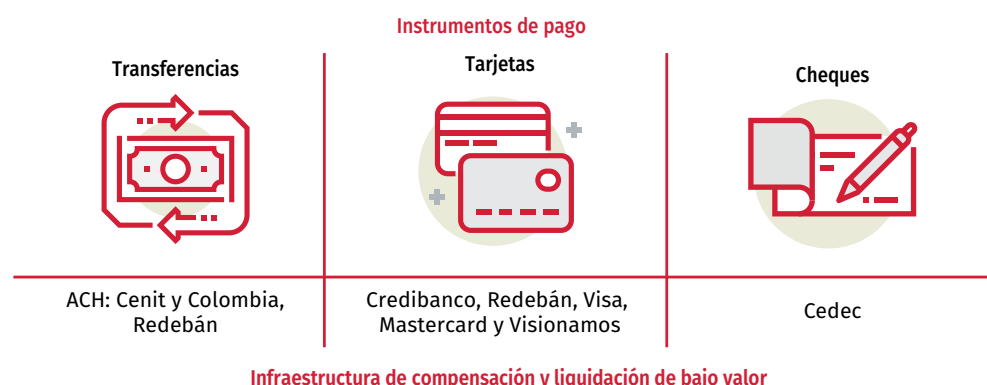 Instrumentos de pago
Transferencias
Tarjetas
Cheques
ACH: Cenit y Colombia,
Redebán
Credibanco, Redebán, Visa,
Mastercard y Visionamos
Cedec
Infraestructura de compensación y liquidación de bajo valor